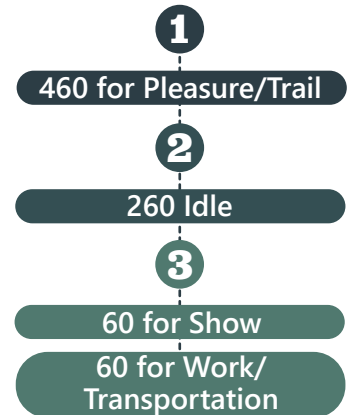 1
460 for Pleasure/Trail
2
260 Idle
3
60 for Show
60 for Work/
Transportation